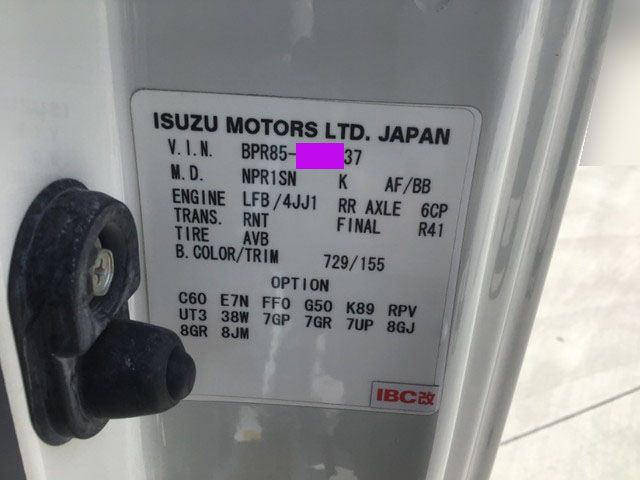 ISUZU MOTORS LTD. JAPAN
V.I.N. BPR85- 37
M.D. NPR1SN K AF/BB
ENGINE LFB/4JJ1 RR AXLE 6CP
TRANS. RNT FINAL R41
TIRE AVB
B.COLOR/TRIM 729/155
OPTION
C60 E7N FF0 G50 K89 RPV
UT3 38W 7GP 7GR 7UP 8GJ
8GR 8JM
IBC改